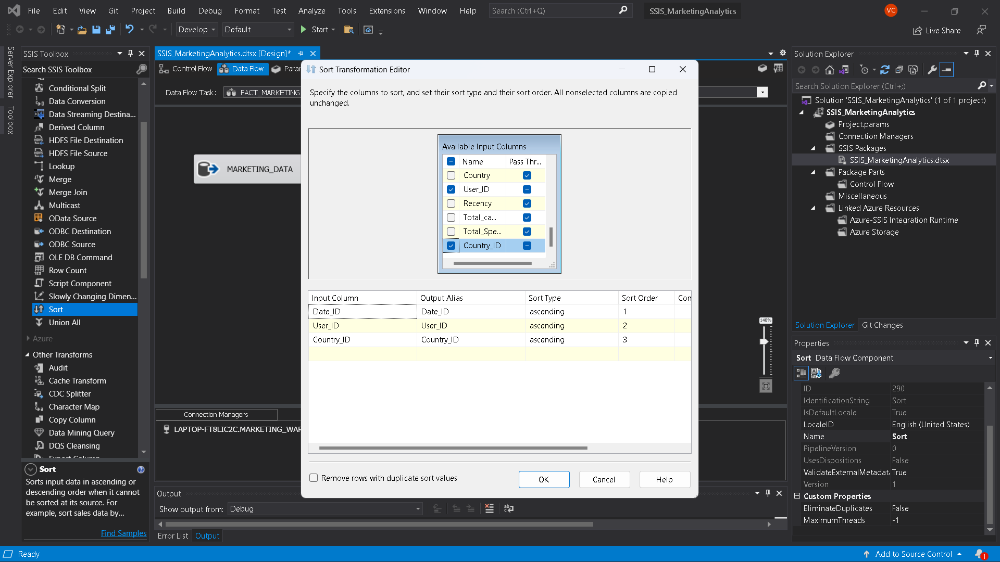 File Edit View Git Project Build Debug Format Test Analyze Tools Extensions Window Help Search (Ctrl+Q) SSIS_MarketingAnalytics VC
Develop Default Start Live Share
Server Explorer
Toolbox
SSIS Toolbox
Search SSIS Toolbox
Conditional Split
Data Conversion
Data Streaming Destina...
Derived Column
HDFS File Destination
HDFS File Source
Lookup
Merge
Merge Join
Multicast
OData Source
ODBC Destination
ODBC Source
OLE DB Command
Row Count
Script Component
Slowly Changing Dimen...
Sort
Union All
Azure
Other Transforms
Audit
Cache Transform
CDC Splitter
Character Map
Copy Column
Data Mining Query
DQS Cleansing
Export Column
Sort
Sorts input data in ascending or
descending order when it cannot
be sorted at its source. For
example, sort sales data by...
Find Samples
SSIS_MarketingAnalytics.dtsx [Design]*
Control Flow Data Flow Paran
Data Flow Task: FACT_MARKETING
MARKETING_DATA
140%
Connection Managers
LAPTOP-FT8LIC2C.MARKETING_WAR
Sort Transformation Editor
Specify the columns to sort, and set their sort type and their sort order. All nonselected columns are copied
unchanged.
Available Input Columns
Name Pass Thr...
Country
User_ID
Recency
Total_ca...
Total_Spe...
Country_ID
Input Column Output Alias Sort Type Sort Order Con
Date_ID Date_ID ascending 1
User_ID User_ID ascending 2
Country_ID Country_ID ascending 3
Remove rows with duplicate sort values
OK Cancel Help
Output
Show output from: Debug
Error List Output
Solution Explorer
Search Solution Explorer (Ctrl+;)
Solution 'SSIS_MarketingAnalytics' (1 of 1 project)
SSIS_MarketingAnalytics
Project.params
Connection Managers
SSIS Packages
SSIS_MarketingAnalytics.dtsx
Package Parts
Control Flow
Miscellaneous
Linked Azure Resources
Azure-SSIS Integration Runtime
Azure Storage
Solution Explorer Git Changes
Properties
Sort Data Flow Component
ID 290
IdentificationString Sort
IsDefaultLocale True
LocaleID English (United States)
Name Sort
PipelineVersion 0
UsesDispositions False
ValidateExternalMetadat True
Version 1
Custom Properties
EliminateDuplicates False
MaximumThreads -1
Ready Add to Source Control 1